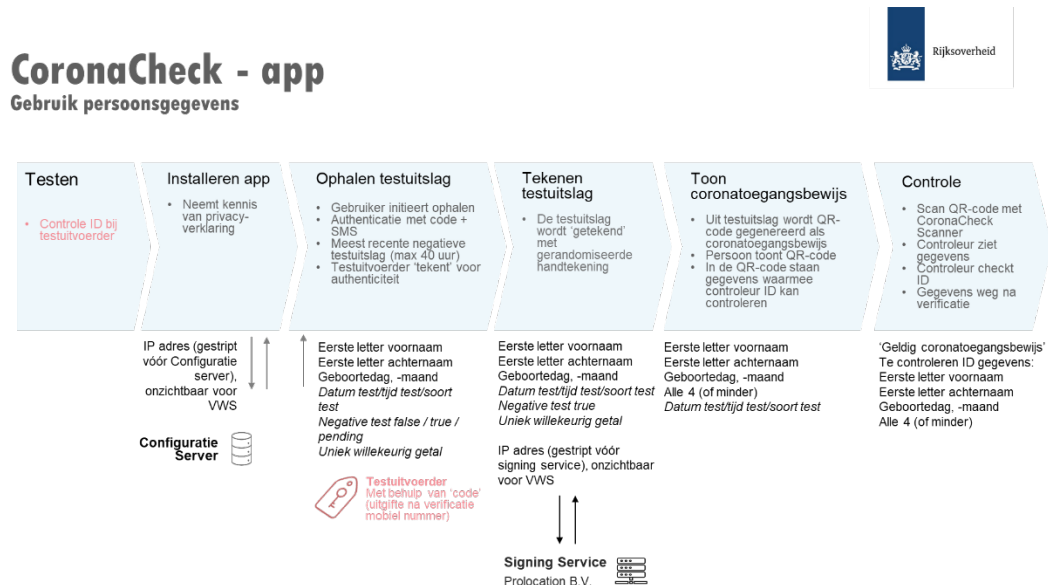 Rijksoverheid
CoronaCheck - app
Gebruik persoonsgegevens
Testen
• Controle ID bij
testuitvoerder
Installeren app
• Neemt kennis
van privacy-
verklaring
Ophalen testuitslag
• Gebruiker initieert ophalen
• Authenticatie met code +
SMS
• Meest recente negatieve
testuitslag (max 40 uur)
• Testuitvoerder ‘tekent’ voor
authenticiteit
Tekenen
testuitslag
• De testuitslag
wordt ‘getekend’
met
gerandomiseerde
handtekening
Toon
coronatoegangsbewijs
• Uit testuitslag wordt QR-
code gegenereerd als
coronatoegangsbewijs
• Persoon toont QR-code
• In de QR-code staan
gegevens waarmee
controleur ID kan
controleren
Controle
• Scan QR-code met
CoronaCheck
Scanner
• Controleur ziet
gegevens
• Controleur checkt
ID
• Gegevens weg na
verificatie
IP adres (gestript
vóór Configuratie
server),
onzichtbaar voor
VWS
Configuratie
Server
Eerste letter voornaam
Eerste letter achternaam
Geboortedag, -maand
Datum test/tijd test/soort
test
Negative test false / true /
pending
Uniek willekeurig getal
Testuitvoerder
Met behulp van ‘code’
(uitgifte na verificatie
mobiel nummer)
Eerste letter voornaam
Eerste letter achternaam
Geboortedag, -maand
Datum test/tijd test/soort test
Negative test true
Uniek willekeurig getal
IP adres (gestript vóór
signing service), onzichtbaar
voor VWS
Signing Service
Prolocation B.V.
Eerste letter voornaam
Eerste letter achternaam
Geboortedag, -maand
Alle 4 (of minder)
Datum test/tijd test/soort test
‘Geldig coronatoegangsbewijs’
Te controleren ID gegevens:
Eerste letter voornaam
Eerste letter achternaam
Geboortedag, -maand
Alle 4 (of minder)